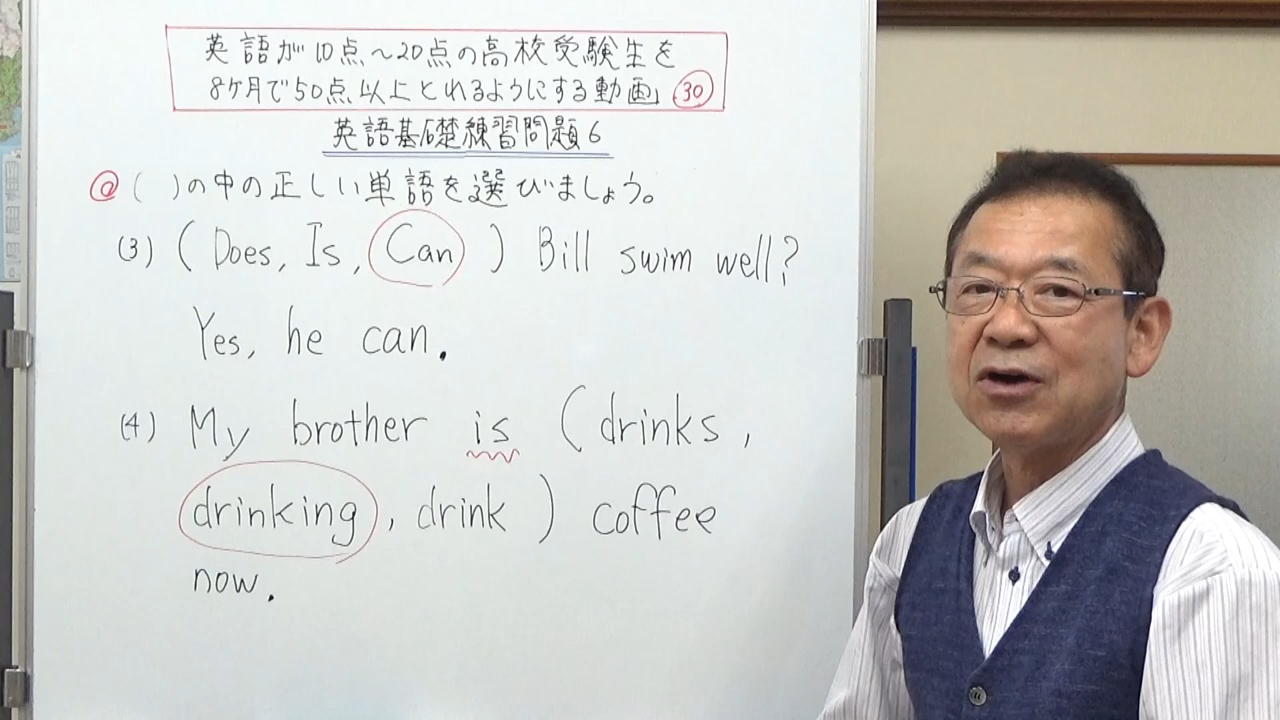 英語が10点～20点の高校受験生を
8ヶ月で50点以上とれるようにする動画」 30
英語基礎練習問題6
@ ( )の中の正しい単語を選びましょう。
(3) ( Does, Is, Can ) Bill swim well?
Yes, he can.
(4) My brother is ( drinks,
drinking, drink ) coffee
now.